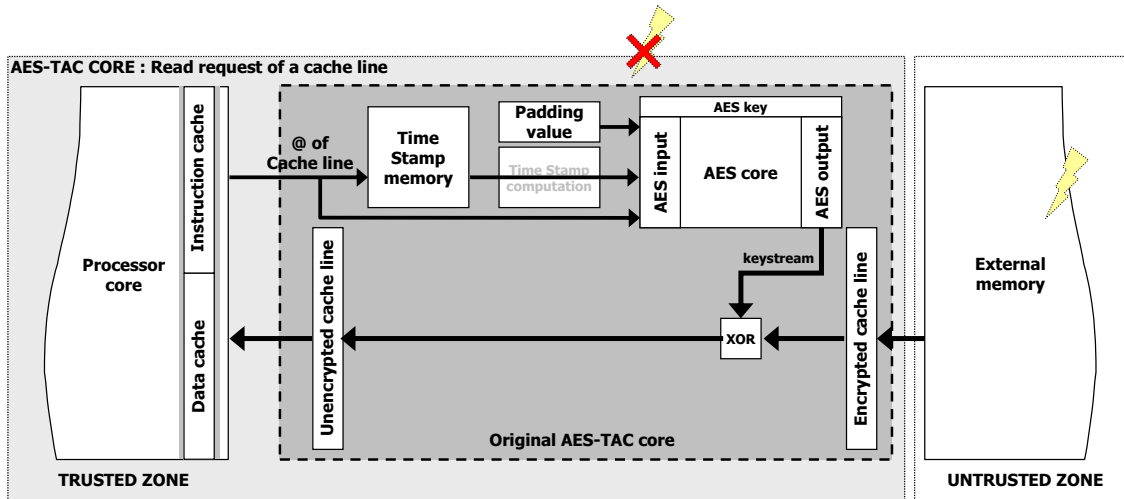 AES-TAC CORE : Read request of a cache line
Processor
core
Instruction cache
Data cache
@ of
Cache line
Time
Stamp
memory
Padding
value
Time Stamp
computation
AES key
AES input
AES core
AES output
keystream
XOR
Unencrypted cache line
Encrypted cache line
Original AES-TAC core
External
memory
TRUSTED ZONE
UNTRUSTED ZONE